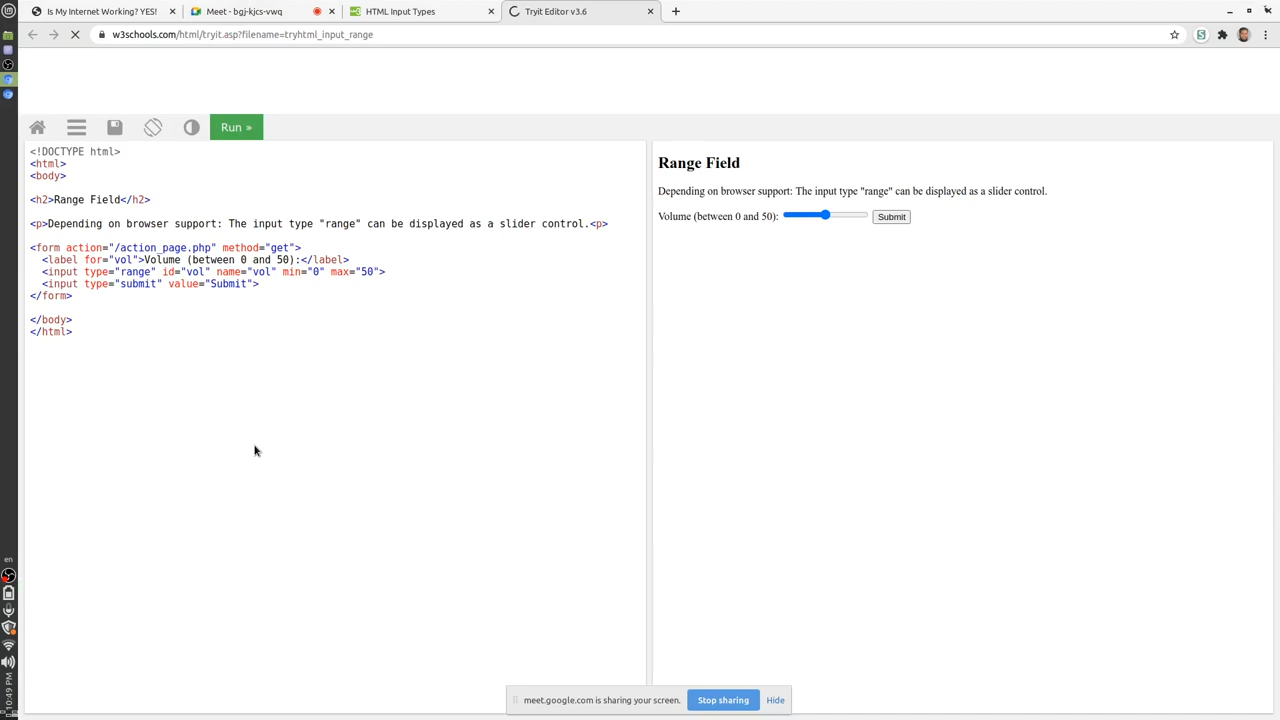 Is My Internet Working? YES!
Meet - bgj-kjcs-vwq
HTML Input Types
Tryit Editor v3.6
w3schools.com/html/tryit.asp?filename=tryhtml_input_range
Run »
<!DOCTYPE html>
<html>
<body>
<h2>Range Field</h2>
<p>Depending on browser support: The input type "range" can be displayed as a slider control.<p>
<form action="/action_page.php" method="get">
<label for="vol">Volume (between 0 and 50):</label>
<input type="range" id="vol" name="vol" min="0" max="50">
<input type="submit" value="Submit">
</form>
</body>
</html>
Range Field
Depending on browser support: The input type "range" can be displayed as a slider control.
Volume (between 0 and 50):
Submit
en
10:49 PM
meet.google.com is sharing your screen.
Stop sharing
Hide